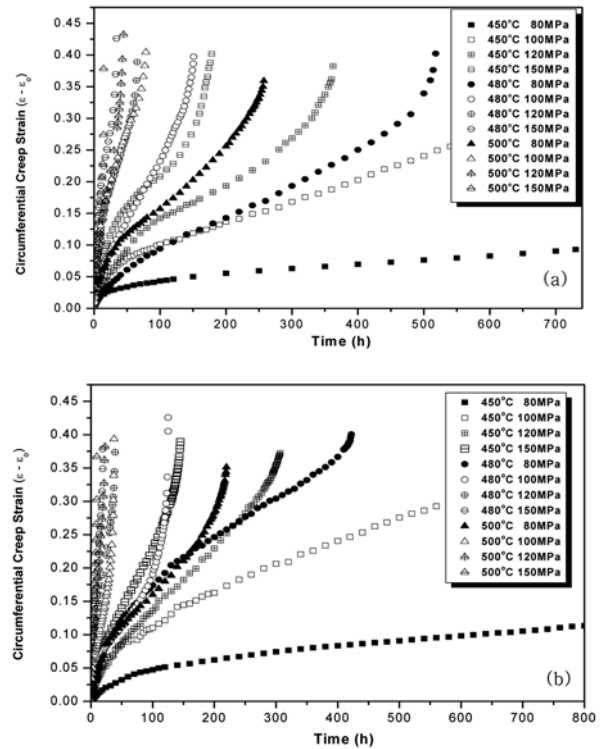 0.45
0.40
0.35
0.30
0.25
0.20
0.15
0.10
0.05
0.00
Circumferential Creep Strain (ε - ε₀)
450°C 80MPa
450°C 100MPa
450°C 120MPa
450°C 150MPa
480°C 80MPa
480°C 100MPa
480°C 120MPa
480°C 150MPa
500°C 80MPa
500°C 100MPa
500°C 120MPa
500°C 150MPa
(a)
0 100 200 300 400 500 600 700
Time (h)
0.45
0.40
0.35
0.30
0.25
0.20
0.15
0.10
0.05
0.00
Circumferential Creep Strain (ε - ε₀)
450°C 80MPa
450°C 100MPa
450°C 120MPa
450°C 150MPa
480°C 80MPa
480°C 100MPa
480°C 120MPa
480°C 150MPa
500°C 80MPa
500°C 100MPa
500°C 120MPa
500°C 150MPa
(b)
0 100 200 300 400 500 600 700 800
Time (h)